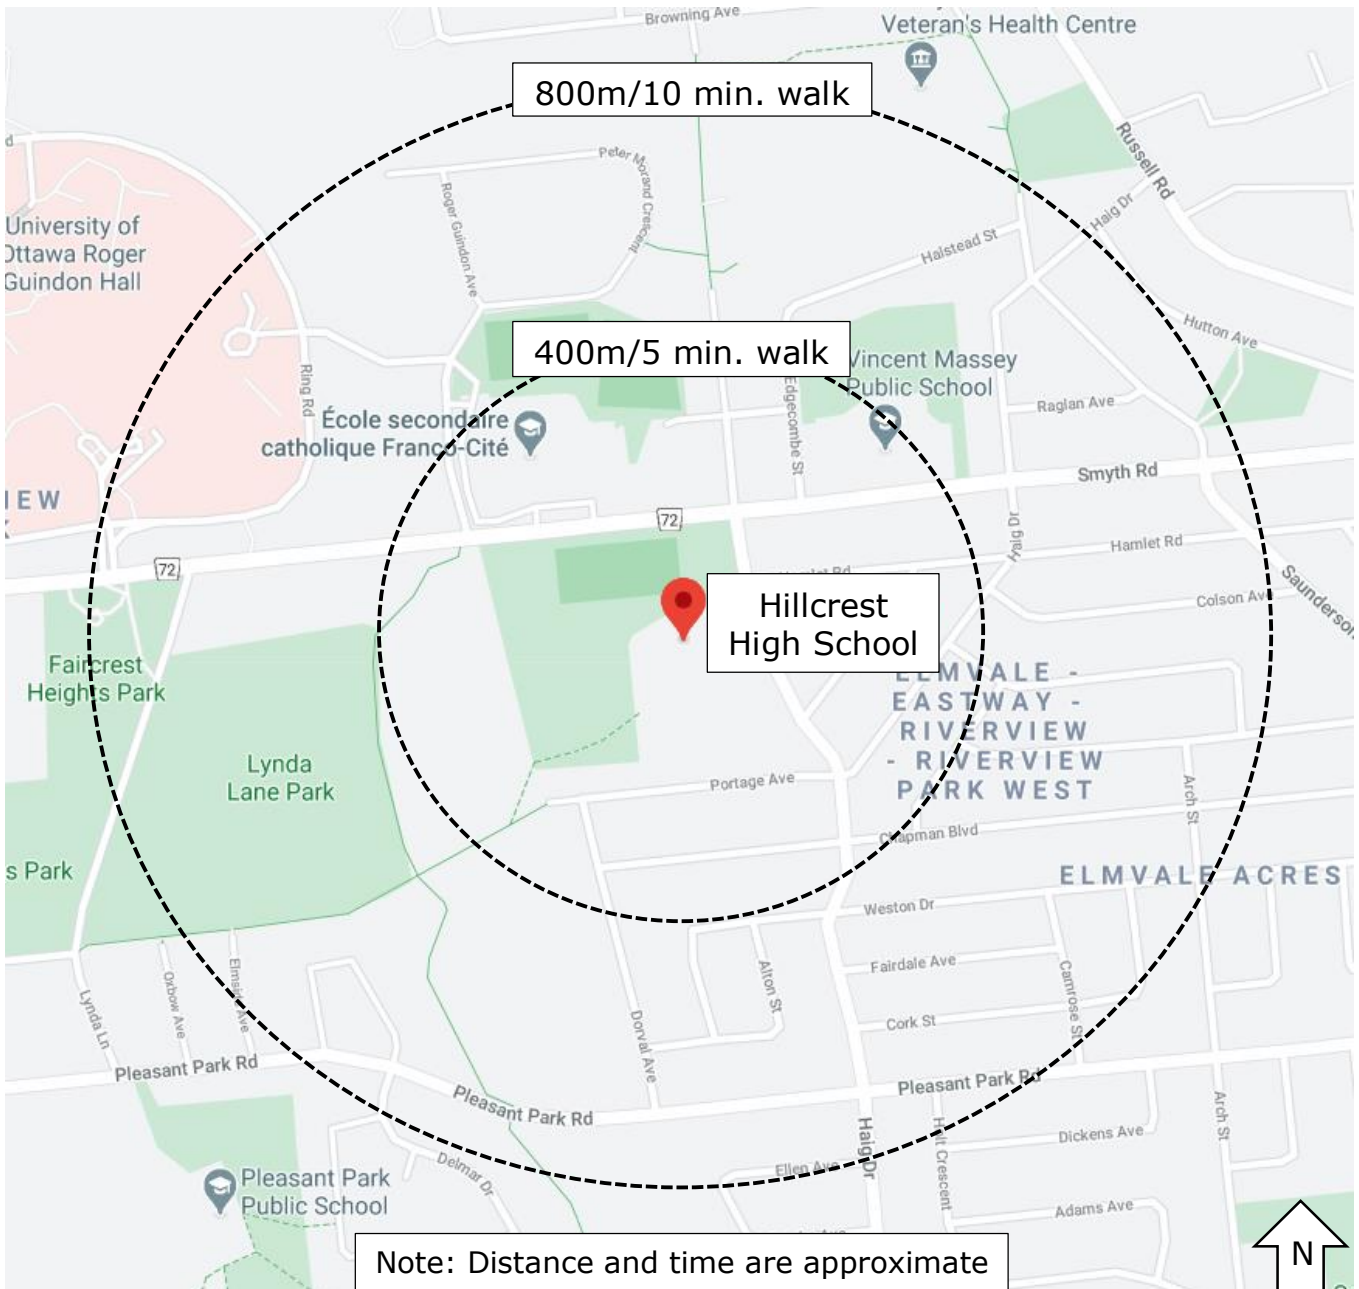 Browning Ave
Veteran's Health Centre
800m/10 min. walk
Russell Rd
Peter Morand Crescent
Roger Guindon Ave
University of
Ottawa Roger
Guindon Hall
Haig Dr
Halstead St
400m/5 min. walk
Hutton Ave
Vincent Massey
Public School
Ring Rd
Edgecombe St
Raglan Ave
École secondaire
catholique Franco-Cité
Smyth Rd
IEW
72
Haig Dr
Hamlet Rd
72
Hillcrest
High School
Colson Ave
Saunderson
Faircrest
Heights Park
ELMVALE -
EASTWAY -
RIVERVIEW
- RIVERVIEW
PARK WEST
Lynda
Lane Park
Portage Ave
Arch St
Chapman Blvd
s Park
ELMVALE ACRES
Weston Dr
Fairdale Ave
Alton St
Camrose St
Oxbow Ave
Elmside Ave
Lynda Ln
Cork St
Dorval Ave
Pleasant Park Rd
Pleasant Park Rd
Pleasant Park Rd
Arch St
Haig Dr
Holt Crescent
Dickens Ave
Ellen Ave
Delmar Dr
Pleasant Park
Public School
Adams Ave
Note: Distance and time are approximate
N